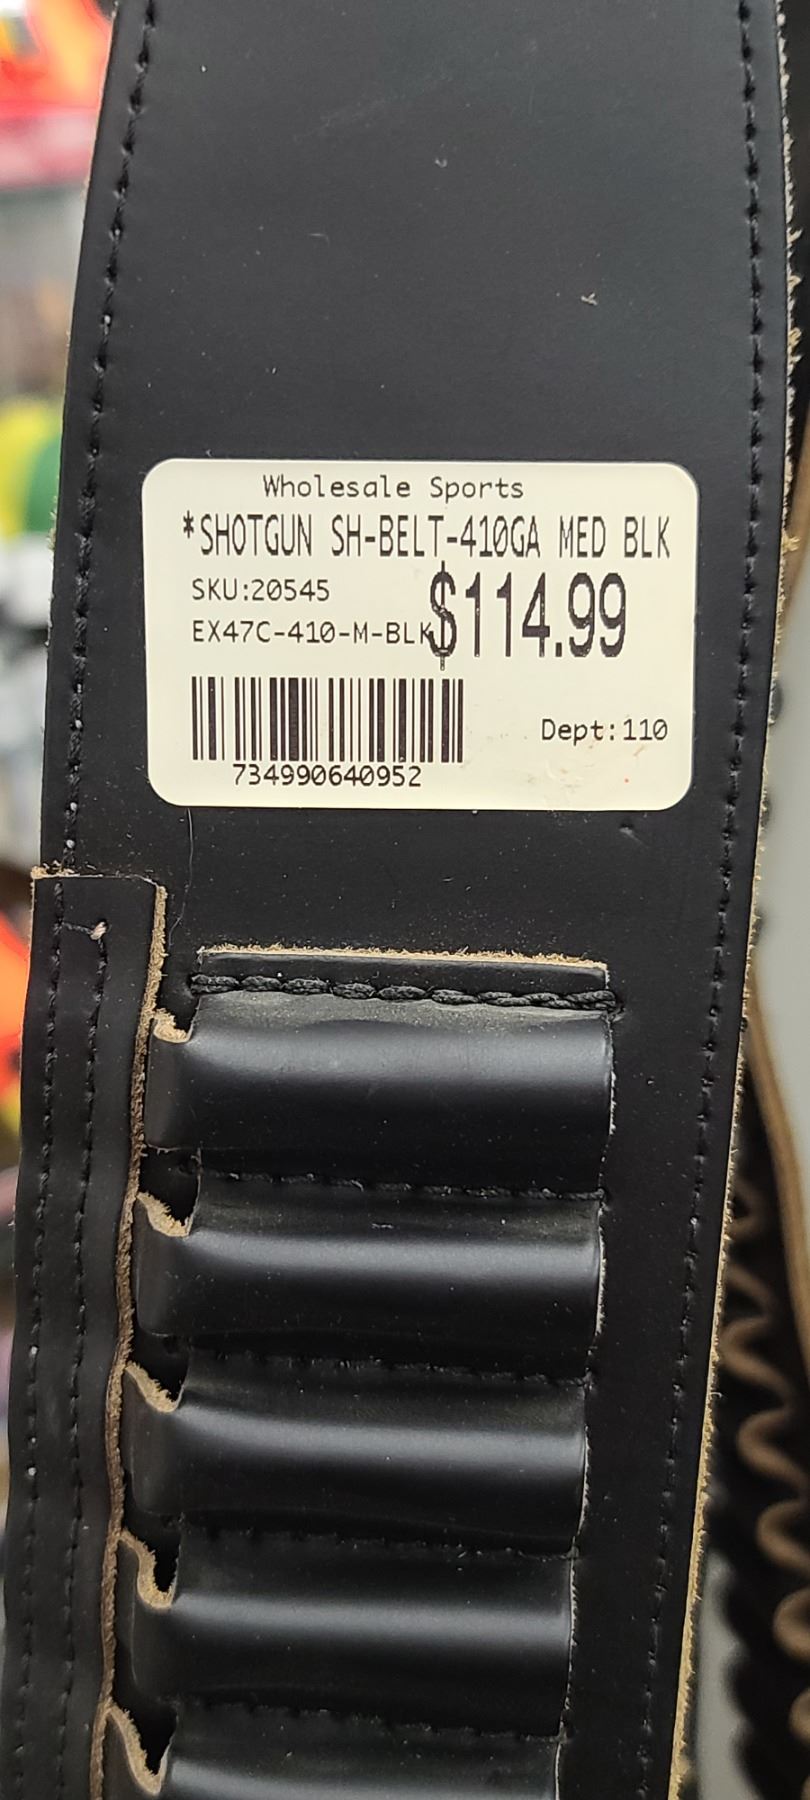 Wholesale Sports
*SHOTGUN SH-BELT-410GA MED BLK
SKU:20545
EX47C-410-M-BLK $114.99
Dept:110
734990640952